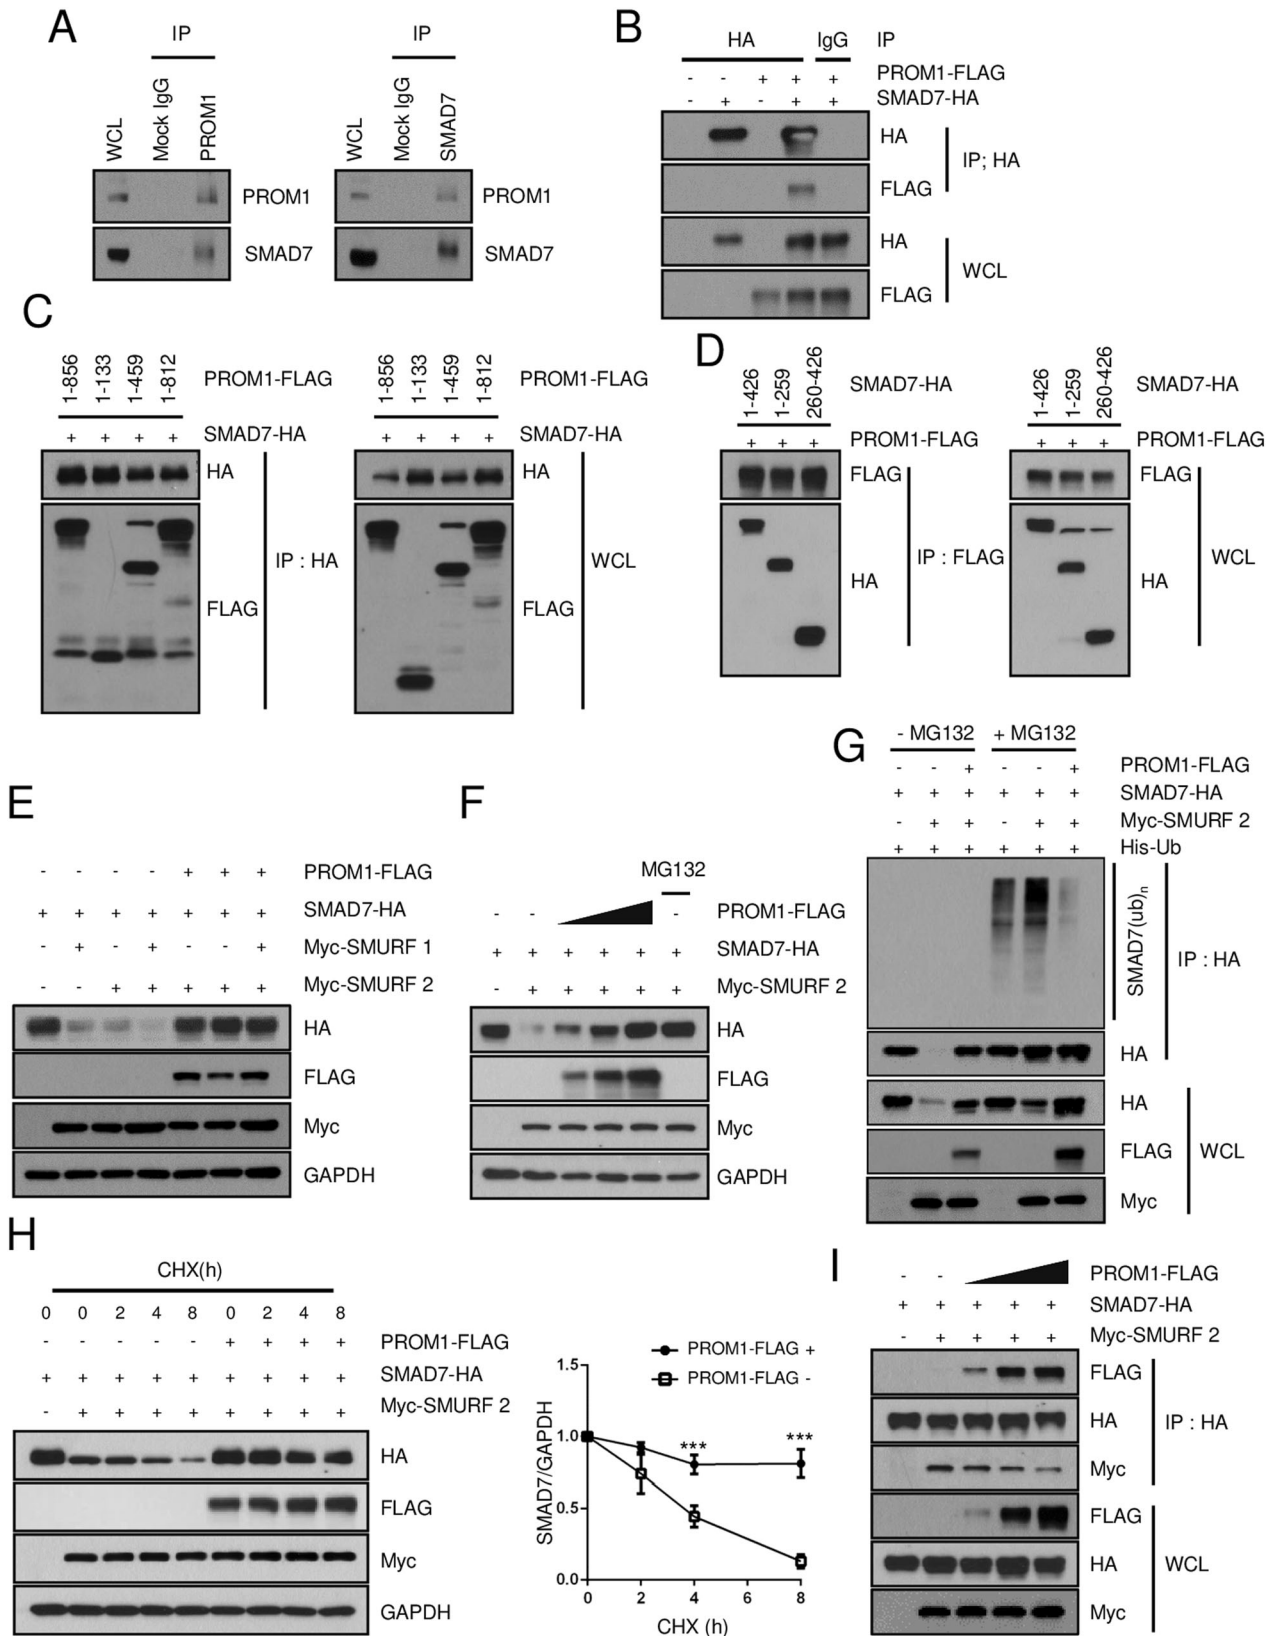 A
IP
IP
WCL
Mock IgG
PROM1
WCL
Mock IgG
SMAD7
PROM1
SMAD7
PROM1
SMAD7
B
HA IgG IP
- - + + + PROM1-FLAG
- + - + + SMAD7-HA
HA
FLAG
IP; HA
HA
FLAG
WCL
C
1-856
1-133
1-459
1-812
PROM1-FLAG
+ + + + SMAD7-HA
HA
FLAG
IP : HA
1-856
1-133
1-459
1-812
PROM1-FLAG
+ + + + SMAD7-HA
HA
FLAG
WCL
D
1-426
1-259
260-426
SMAD7-HA
+ + + PROM1-FLAG
FLAG
HA
IP : FLAG
1-426
1-259
260-426
SMAD7-HA
+ + + PROM1-FLAG
FLAG
HA
WCL
E
- - - - + + + PROM1-FLAG
+ + + + + + + SMAD7-HA
- + - + - - + Myc-SMURF 1
- - + + + + + Myc-SMURF 2
HA
FLAG
Myc
GAPDH
F
MG132
- - - PROM1-FLAG
+ + + + + + SMAD7-HA
- + + + + + Myc-SMURF 2
HA
FLAG
Myc
GAPDH
G
- MG132 + MG132
- - + - - + PROM1-FLAG
+ + + + + + SMAD7-HA
- + + - + + Myc-SMURF 2
+ + + + + + His-Ub
SMAD7(ub)n
IP : HA
HA
HA
FLAG
Myc
WCL
H
CHX(h)
0 0 2 4 8 0 2 4 8
- - - - - + + + + PROM1-FLAG
+ + + + + + + + + SMAD7-HA
- + + + + + + + + Myc-SMURF 2
HA
FLAG
Myc
GAPDH
PROM1-FLAG +
PROM1-FLAG -
SMAD7/GAPDH
1.5
1.0
0.5
0.0
*** ***
0 2 4 6 8
CHX (h)
I
- - PROM1-FLAG
+ + + + + SMAD7-HA
- + + + + Myc-SMURF 2
FLAG
HA
Myc
IP : HA
FLAG
HA
Myc
WCL